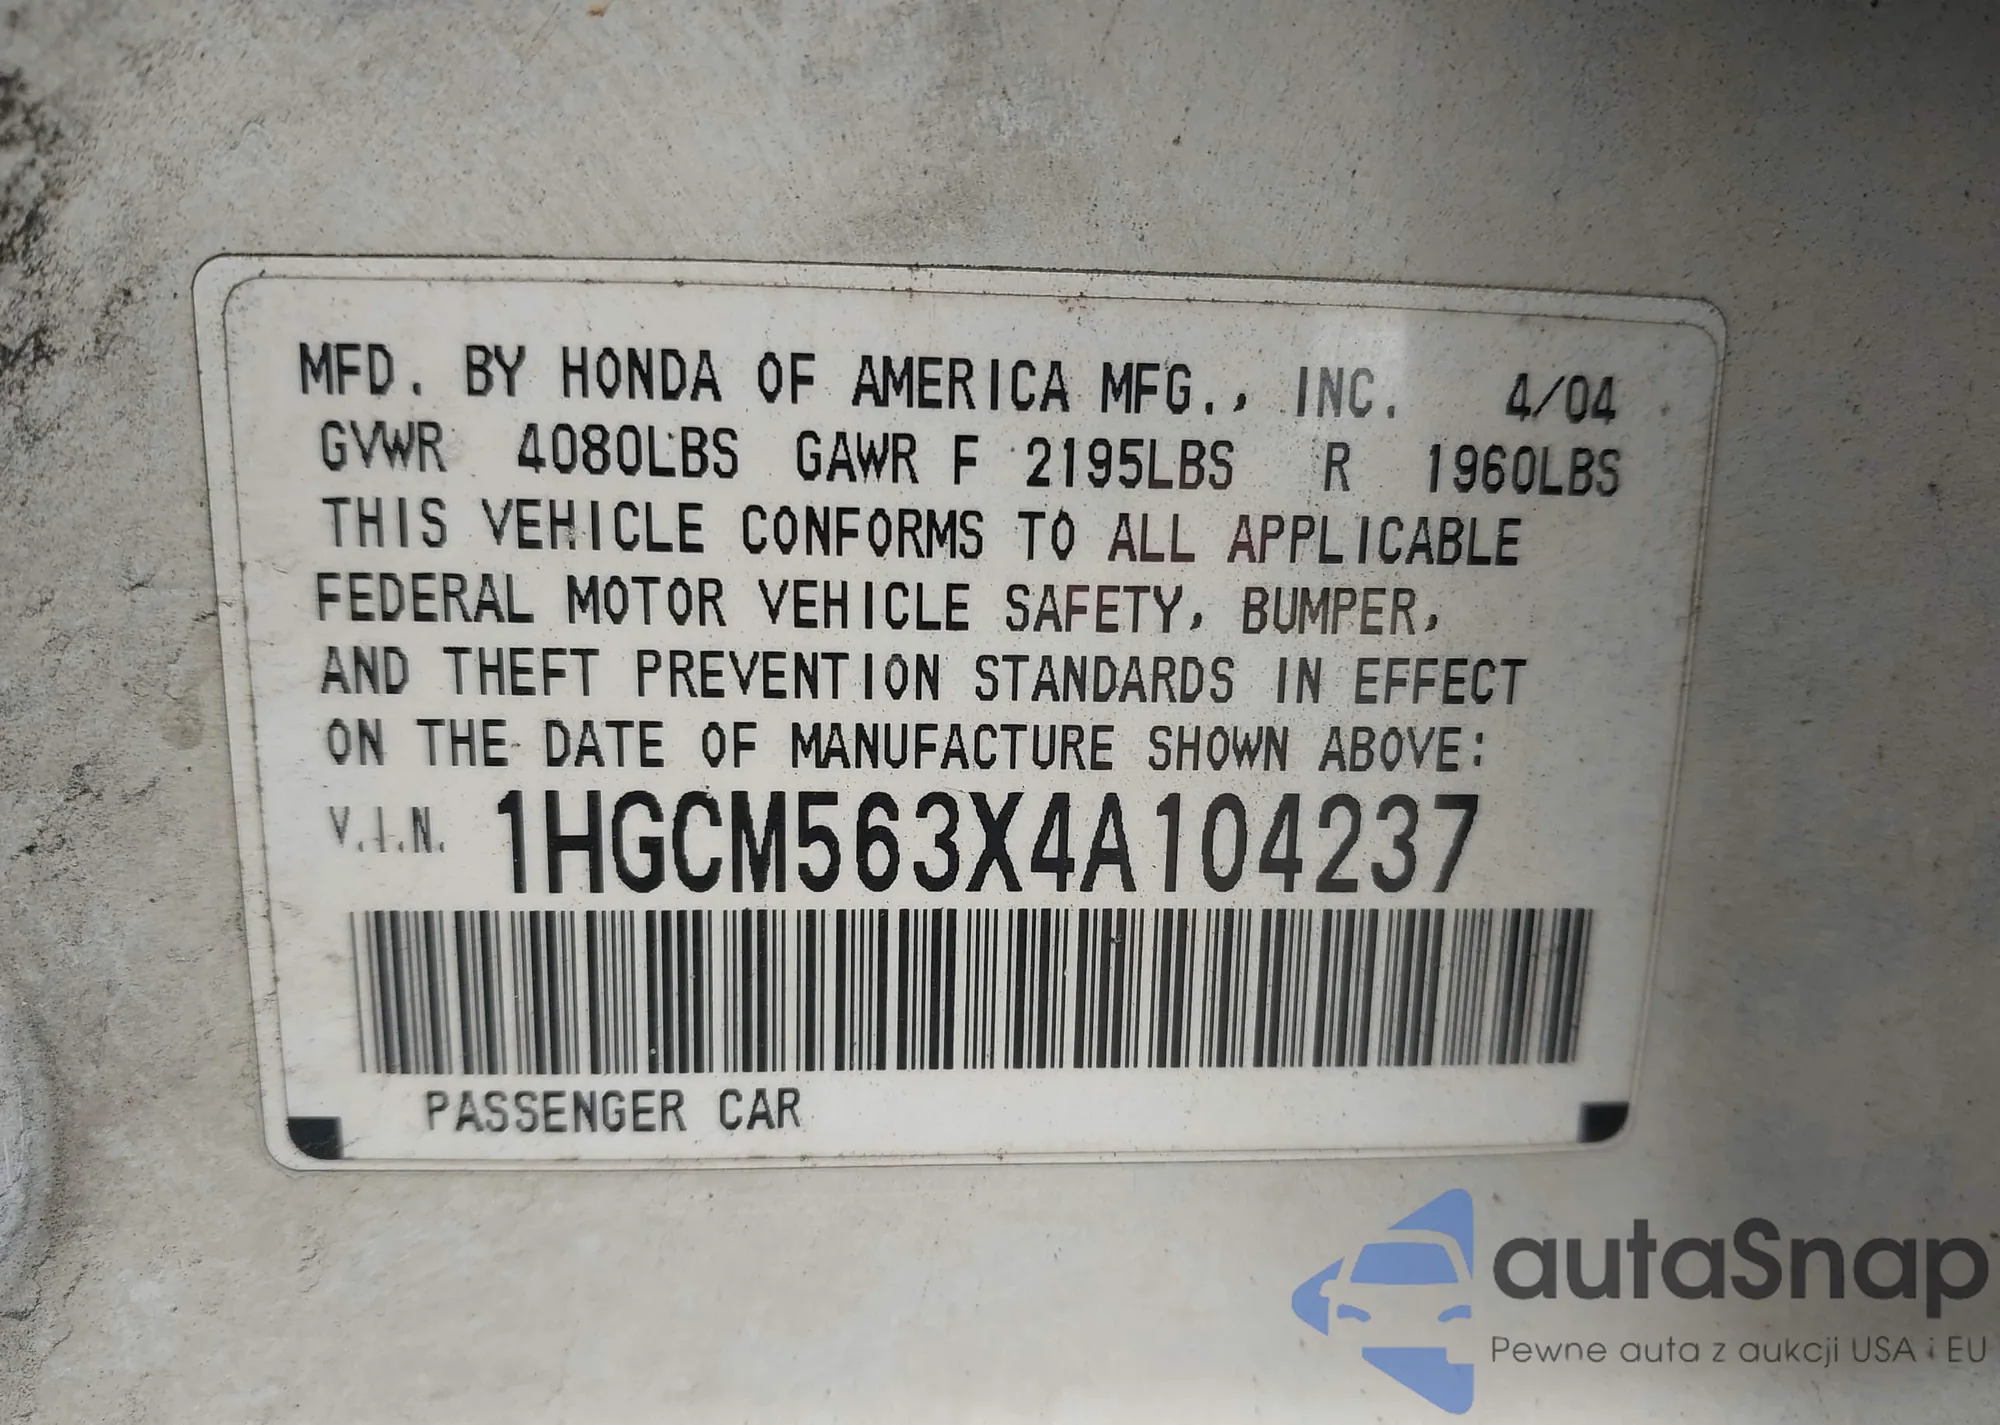 MFD. BY HONDA OF AMERICA MFG., INC. 4/04
GVWR 4080LBS GAWR F 2195LBS R 1960LBS
THIS VEHICLE CONFORMS TO ALL APPLICABLE
FEDERAL MOTOR VEHICLE SAFETY, BUMPER,
AND THEFT PREVENTION STANDARDS IN EFFECT
ON THE DATE OF MANUFACTURE SHOWN ABOVE:
V.I.N. 1HGCM563X4A104237
PASSENGER CAR
autaSnap
Pewne auta z aukcji USA i EU